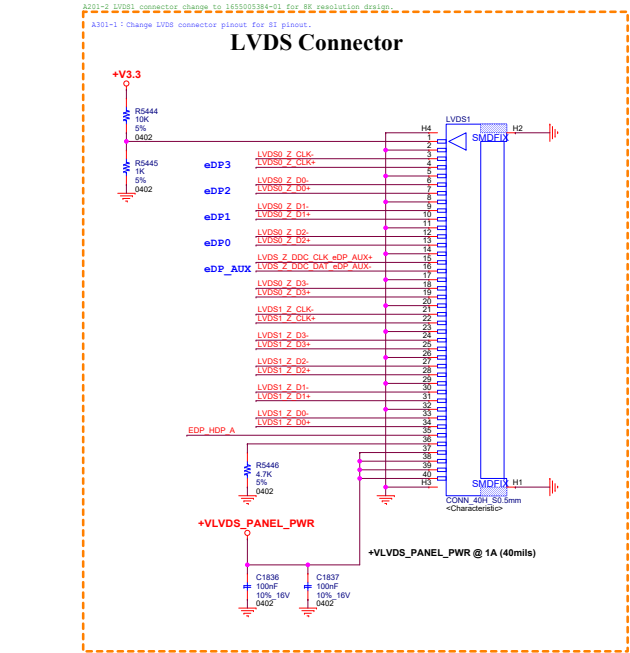 A201-2 LVDS1 connector change to 1655005384-01 for 8K resolution drsign.
A301-1：Change LVDS connector pinout for SI pinout.
LVDS Connector
+V3.3
R5444
10K
5%
0402
R5445
1K
5%
0402
LVDS1
H4
H2
SMDFIX
1
2
LVDS0_Z_CLK- 3
eDP3 LVDS0_Z_CLK+ 4
5
LVDS0_Z_D0- 6
eDP2 LVDS0_Z_D0+ 7
8
LVDS0_Z_D1- 9
eDP1 LVDS0_Z_D1+ 10
11
LVDS0_Z_D2- 12
eDP0 LVDS0_Z_D2+ 13
14
LVDS_Z_DDC_CLK_eDP_AUX+ 15
eDP_AUX LVDS_Z_DDC_DAT_eDP_AUX- 16
17
LVDS0_Z_D3- 18
LVDS0_Z_D3+ 19
20
LVDS1_Z_CLK- 21
LVDS1_Z_CLK+ 22
23
LVDS1_Z_D3- 24
LVDS1_Z_D3+ 25
26
LVDS1_Z_D2- 27
LVDS1_Z_D2+ 28
29
LVDS1_Z_D1- 30
LVDS1_Z_D1+ 31
32
LVDS1_Z_D0- 33
LVDS1_Z_D0+ 34
EDP_HDP_A 35
36
37
38
39
40
H3
SMDFIX H1
CONN_40H_S0.5mm
<Characteristic>
R5446
4.7K
5%
0402
+VLVDS_PANEL_PWR
+VLVDS_PANEL_PWR @ 1A (40mils)
C1836
100nF
10%_16V
0402
C1837
100nF
10%_16V
0402